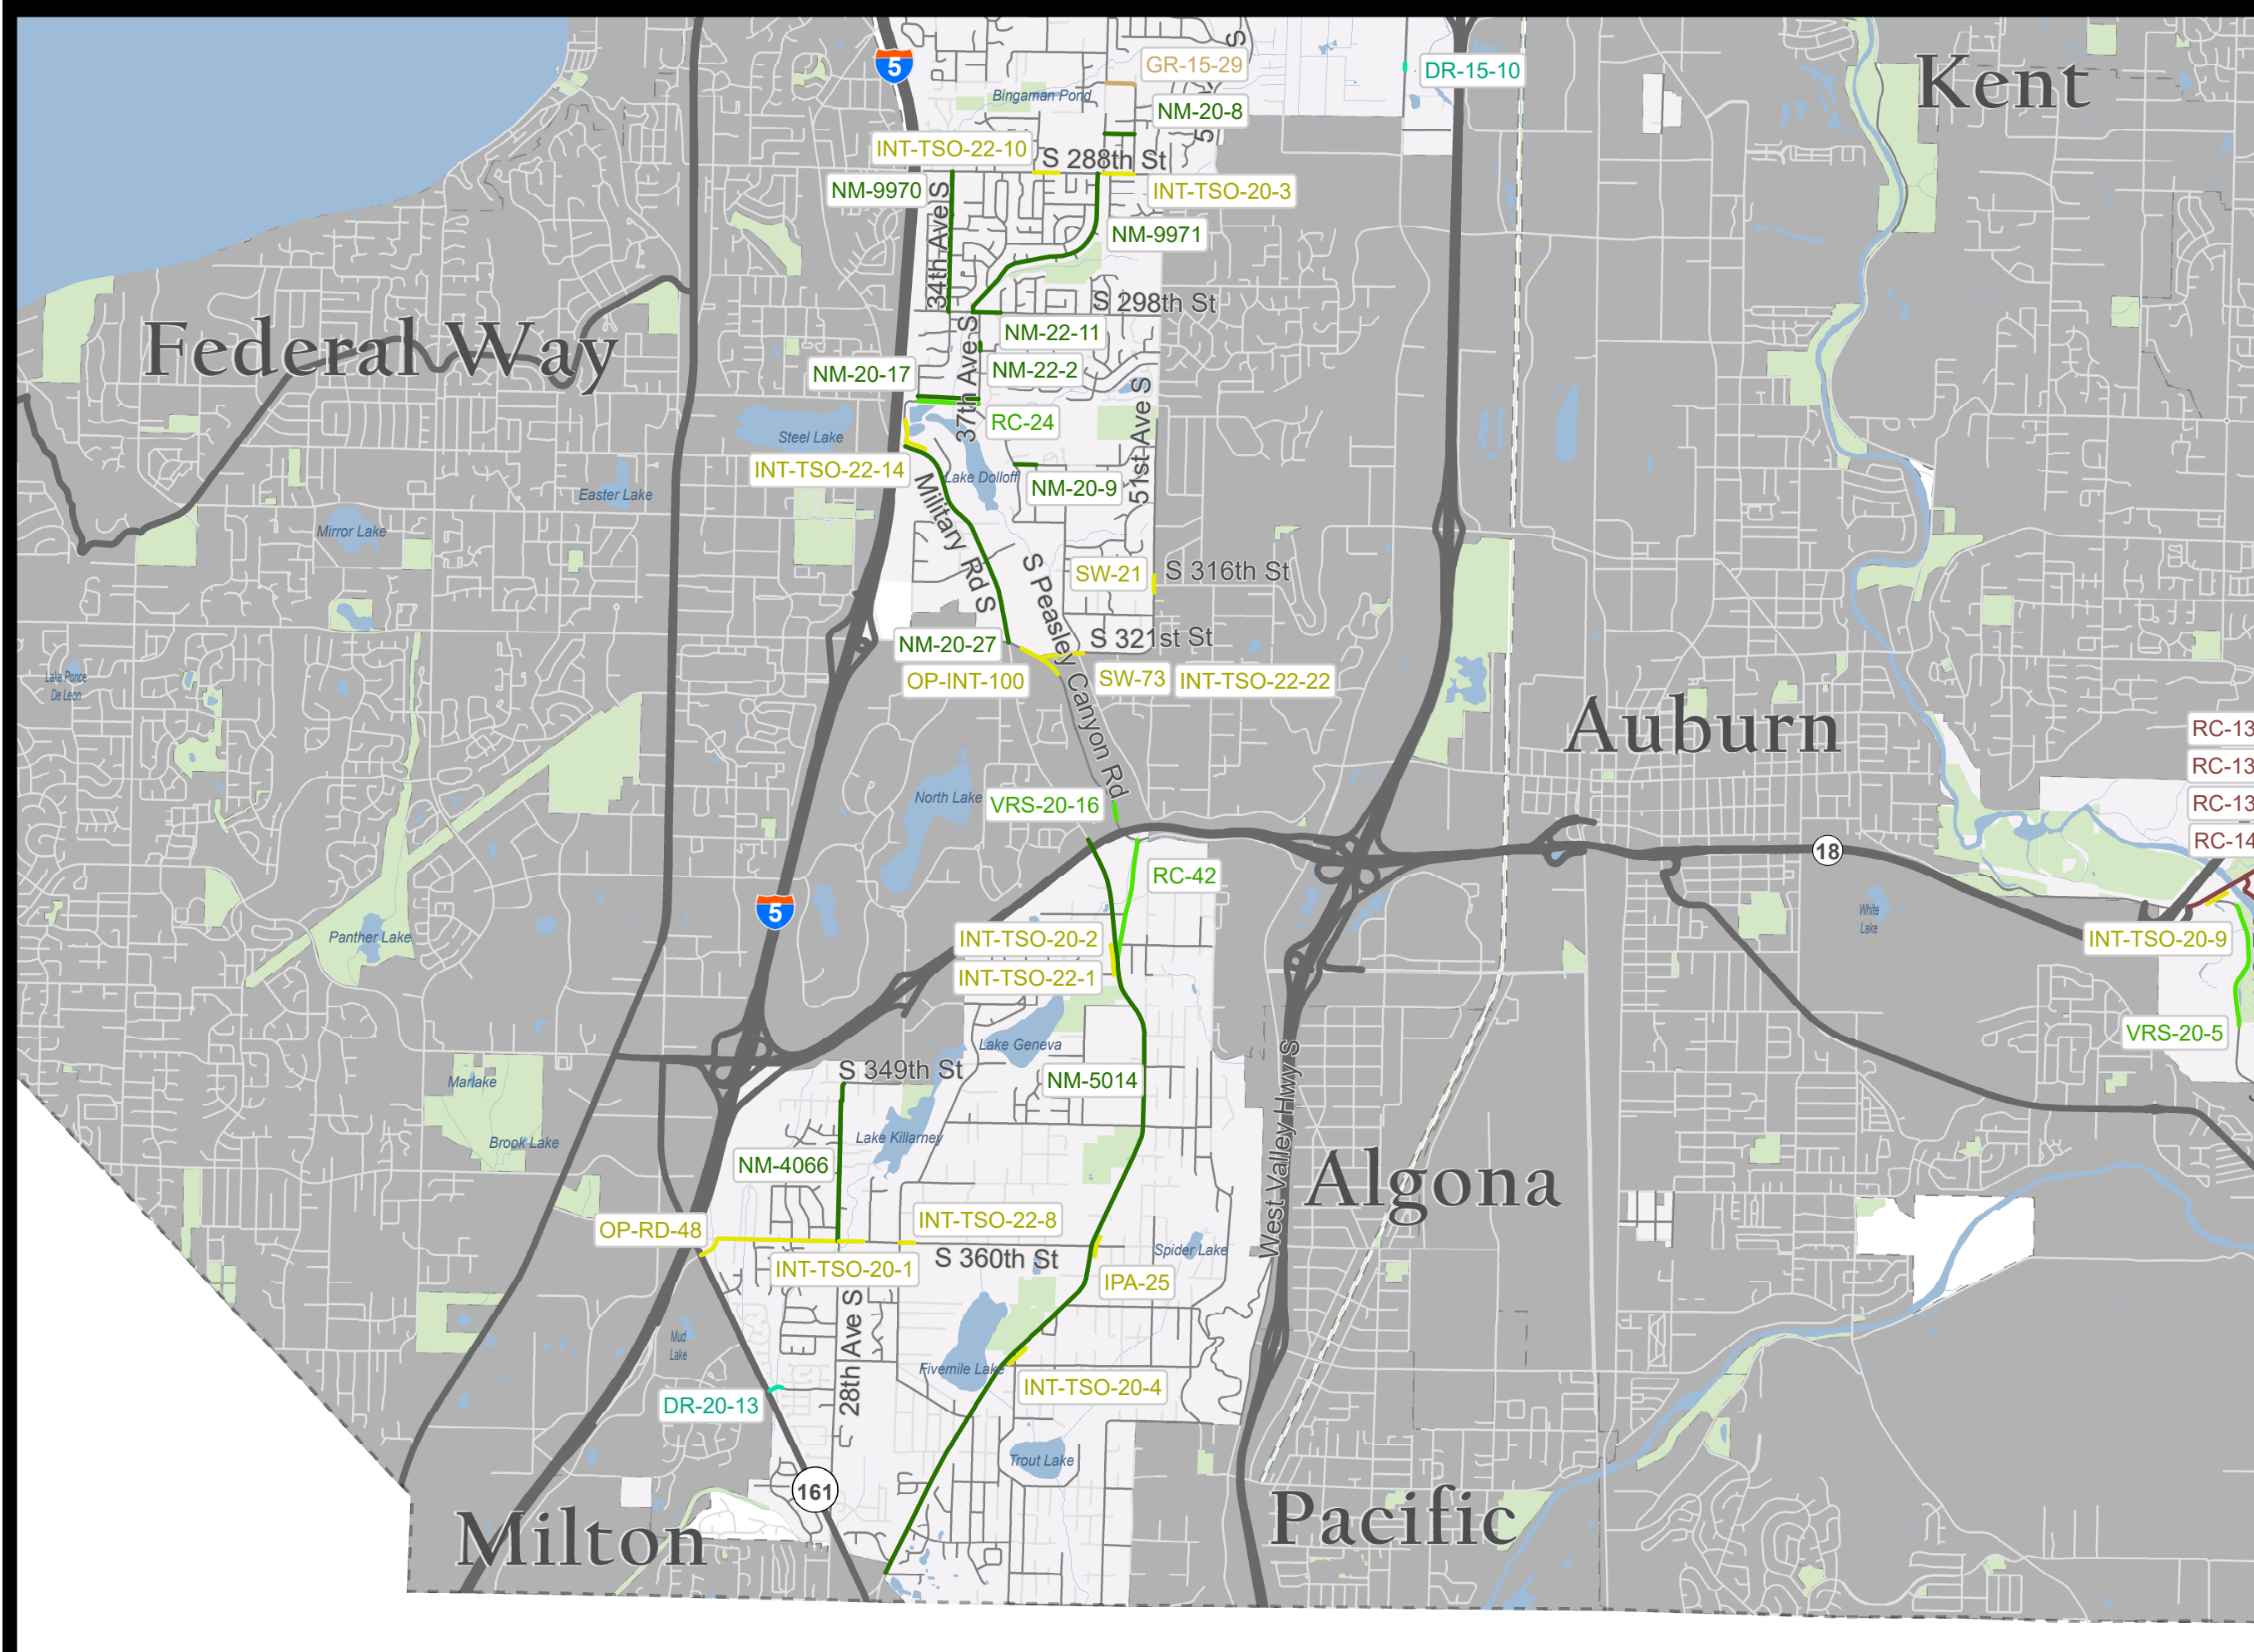 5
GR-15-29
DR-15-10
Kent
Bingaman Pond
NM-20-8
INT-TSO-22-10
S 288th St
NM-9970
INT-TSO-20-3
34th Ave S
NM-9971
S 298th St
Federal Way
NM-22-11
37th Ave S
NM-22-2
NM-20-17
RC-24
51st Ave S
Steel Lake
INT-TSO-22-14
Lake Dolloff
NM-20-9
Easter Lake
Mirror Lake
Military Rd S
S Peasley Canyon Rd
SW-21
S 316th St
NM-20-27
S 321st St
OP-INT-100
SW-73
INT-TSO-22-22
Lake Ponce
De Leon
Auburn
RC-13
RC-13
RC-13
RC-14
North Lake
VRS-20-16
18
RC-42
5
Panther Lake
White
Lake
INT-TSO-20-2
INT-TSO-20-9
INT-TSO-22-1
VRS-20-5
Lake Geneva
S 349th St
NM-5014
Marlake
Brook Lake
Lake Killarney
West Valley Hwy S
NM-4066
Algona
OP-RD-48
INT-TSO-22-8
S 360th St
Spider Lake
INT-TSO-20-1
IPA-25
28th Ave S
Mud
Lake
Fivemile Lake
INT-TSO-20-4
DR-20-13
Trout Lake
161
Milton
Pacific